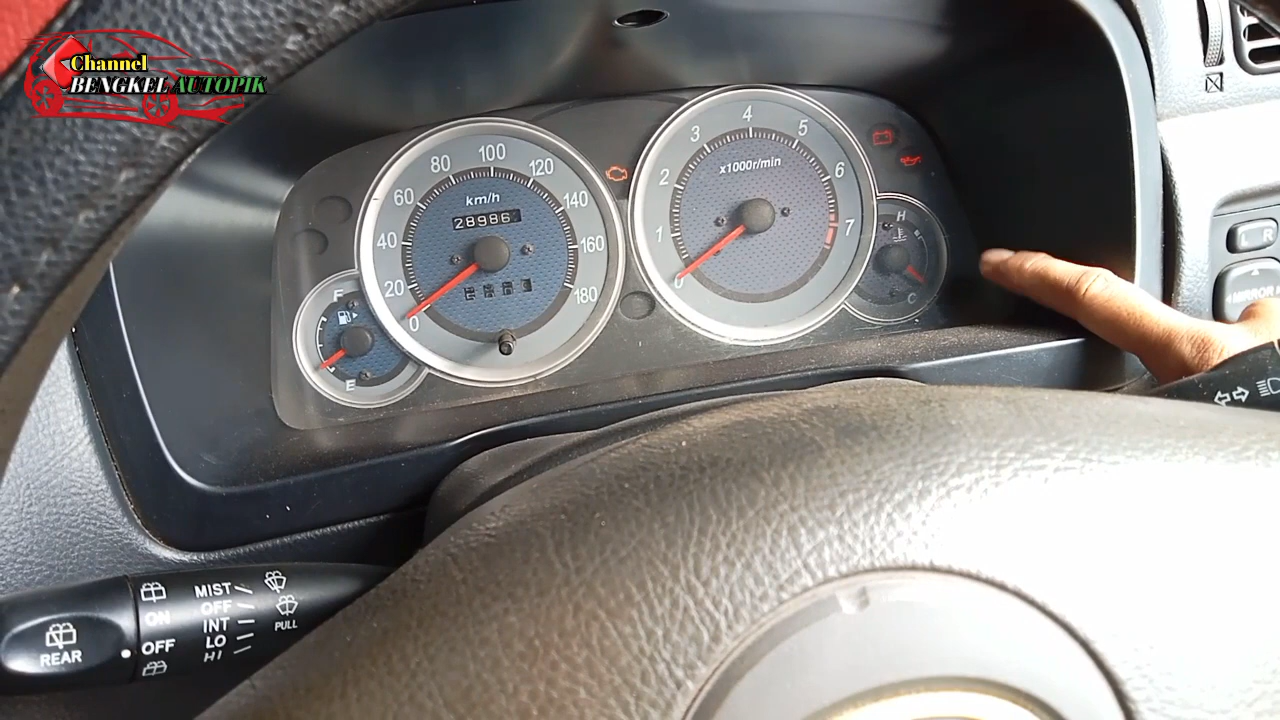 Channel
BENGKEL AUTOPIK
0
20
40
60
80
100
120
140
160
180
km/h
28986
F
E
0
1
2
3
4
5
6
7
x1000r/min
H
C
L R
MIRROR
REAR
ON
OFF
MIST
OFF
INT
LO
HI
PULL